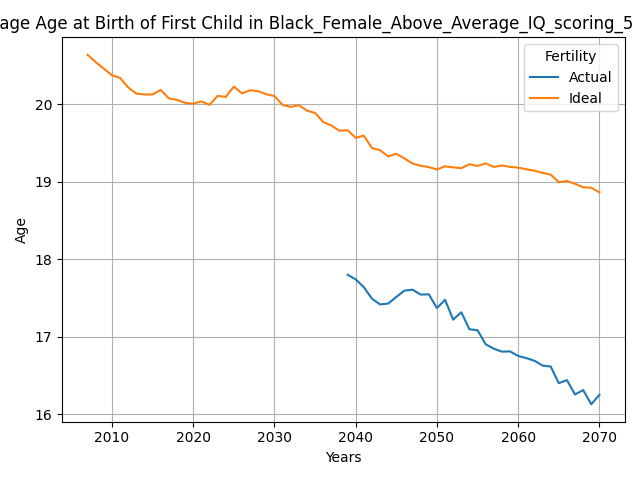 age Age at Birth of First Child in Black_Female_Above_Average_IQ_scoring_5
Fertility
Actual
Ideal
Age
20
19
18
17
16
2010 2020 2030 2040 2050 2060 2070
Years